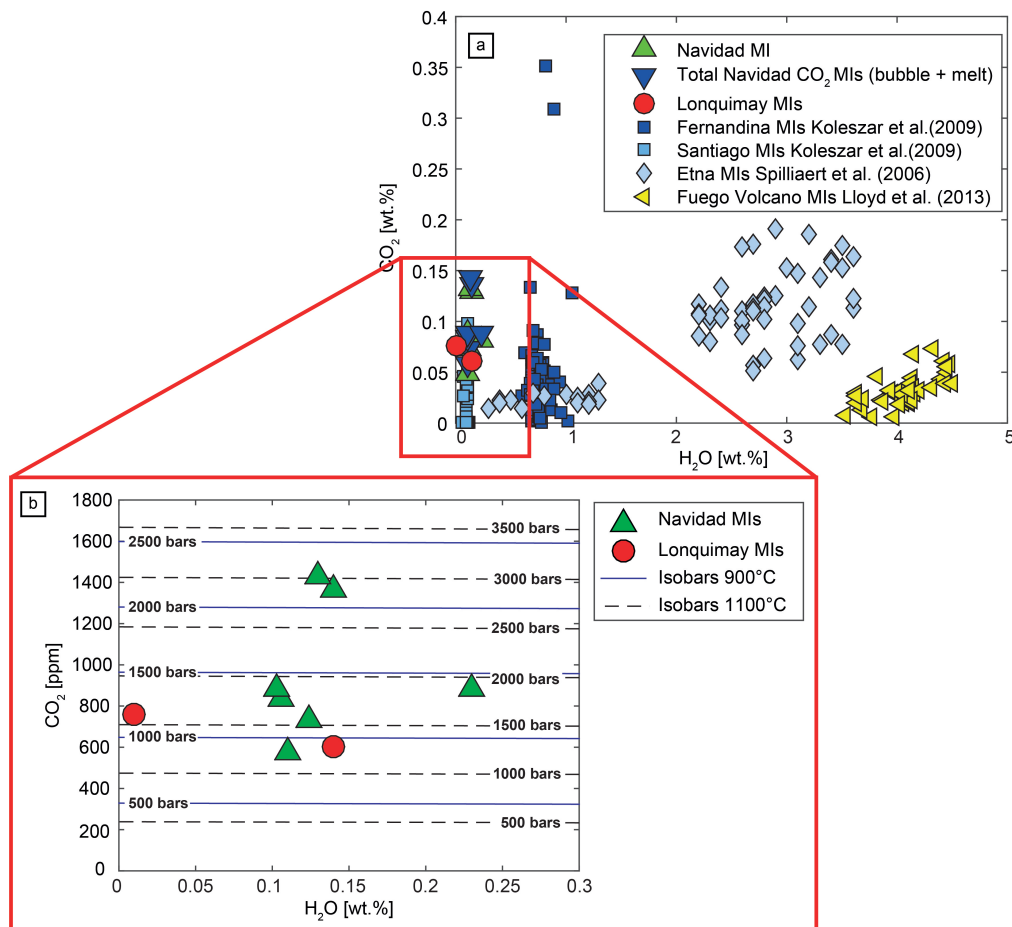 a
0.4
0.35
0.3
0.25
0.2
0.15
0.1
0.05
0
CO2 [wt.%]
0
1
2
3
4
5
H2O [wt.%]
Navidad MI
Total Navidad CO2 MIs (bubble + melt)
Lonquimay MIs
Fernandina MIs Koleszar et al.(2009)
Santiago MIs Koleszar et al.(2009)
Etna MIs Spilliaert et al. (2006)
Fuego Volcano MIs Lloyd et al. (2013)
b
1800
1600
1400
1200
1000
800
600
400
200
0
CO2 [ppm]
3500 bars
2500 bars
3000 bars
2000 bars
2500 bars
1500 bars
2000 bars
1500 bars
1000 bars
1000 bars
500 bars
500 bars
0
0.05
0.1
0.15
0.2
0.25
0.3
H2O [wt.%]
Navidad MIs
Lonquimay MIs
Isobars 900°C
Isobars 1100°C